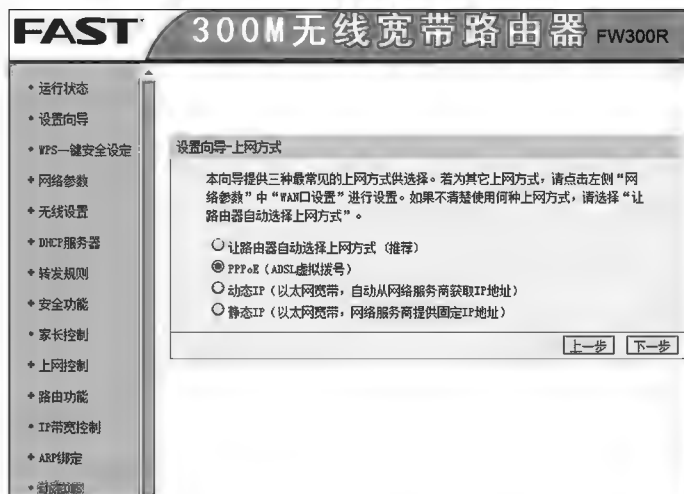 FAST 300M无线宽带路由器 FW300R
• 运行状态
• 设置向导
• WPS一键安全设定
+ 网络参数
+ 无线设置
+ DHCP服务器
+ 转发规则
+ 安全功能
• 家长控制
+ 上网控制
+ 路由功能
• IP带宽控制
+ ARP绑定
设置向导-上网方式
本向导提供三种最常见的上网方式供选择。若为其它上网方式，请点击左侧“网
络参数”中“WAN口设置”进行设置。如果不清楚使用何种上网方式，请选择“让
路由器自动选择上网方式”。
让路由器自动选择上网方式（推荐）
PPPoE（ADSL虚拟拨号）
动态IP（以太网宽带，自动从网络服务商获取IP地址）
静态IP（以太网宽带，网络服务商提供固定IP地址）
上一步 下一步